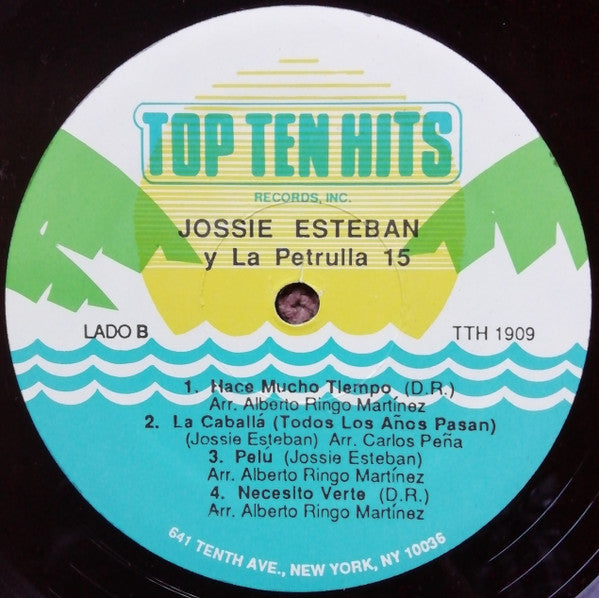 TOP TEN HITS
RECORDS, INC.
JOSSIE ESTEBAN
y La Petrulla 15
LADO B
TTH 1909
1. Hace Mucho Tiempo (D.R.)
Arr. Alberto Ringo Martínez
2. La Caballá (Todos Los Años Pasan)
(Jossie Esteban) Arr. Carlos Peña
3. Pelú (Jossie Esteban)
Arr. Alberto Ringo Martínez
4. Necesito Verte (D.R.)
Arr. Alberto Ringo Martínez
641 TENTH AVE., NEW YORK, NY 10036